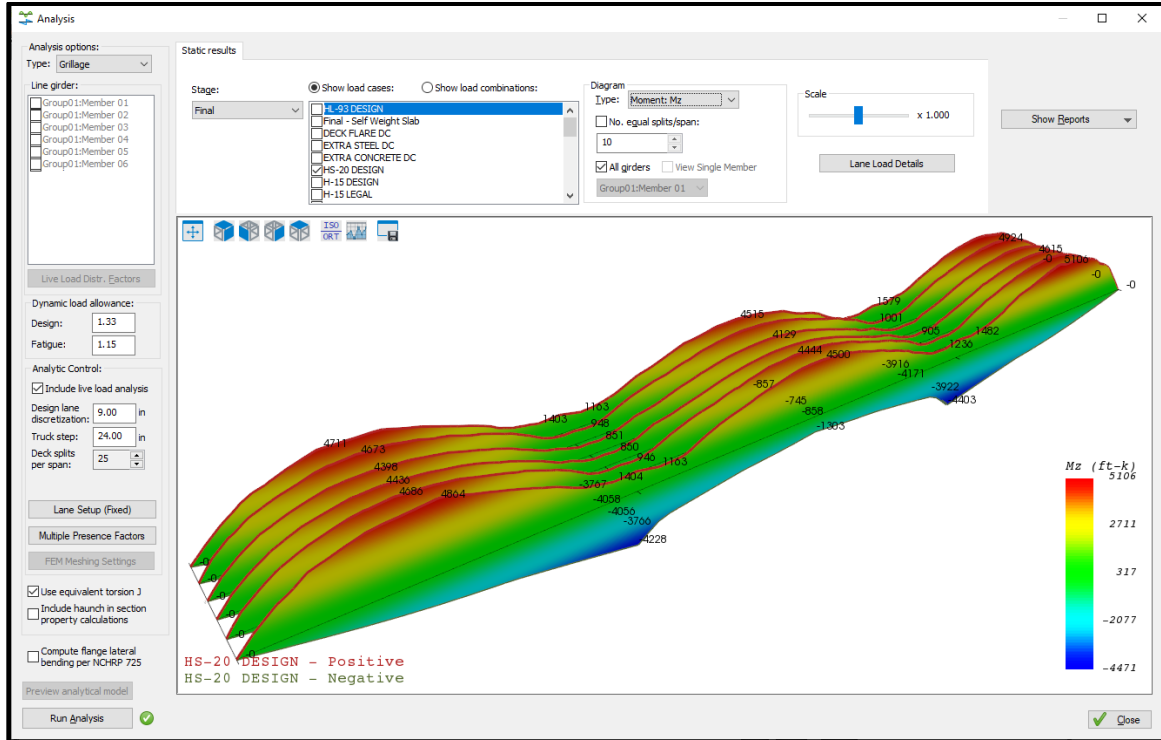 Analysis
Analysis options:
Type: Grillage
Line girder:
Group01:Member 01
Group01:Member 02
Group01:Member 03
Group01:Member 04
Group01:Member 05
Group01:Member 06
Live Load Distr. Factors
Dynamic load allowance:
Design: 1.33
Fatigue: 1.15
Analytic Control:
Include live load analysis
Design lane discretization: 9.00 in
Truck step: 24.00 in
Deck splits per span: 25
Lane Setup (Fixed)
Multiple Presence Factors
FEM Meshing Settings
Use equivalent torsion J
Include haunch in section
property calculations
Compute flange lateral
bending per NCHRP 725
Preview analytical model
Run Analysis
Static results
Stage:
Final
Show load cases: Show load combinations:
HL-93 DESIGN
Final - Self Weight Slab
DECK FLARE DC
EXTRA STEEL DC
EXTRA CONCRETE DC
HS-20 DESIGN
H-15 DESIGN
H-15 LEGAL
Diagram
Type: Moment: Mz
No. equal splits/span:
10
All girders View Single Member
Group01:Member 01
Scale
x 1.000
Lane Load Details
Show Reports
ISO
ORT
4924
4615
-0
5106
-0
-0
1579
1001
905
1482
1236
4515
4129
4444
4500
-3916
-4171
-3922
-4403
-857
-745
-858
-1303
1163
1403
948
851
850
946
1163
1404
4711
4673
4398
4436
4686
4864
-3767
-4058
-4056
-3766
-4228
-0
-0
-0
-0
-0
-0
Mz (ft-k)
5106
2711
317
-2077
-4471
HS-20 DESIGN - Positive
HS-20 DESIGN - Negative
Close